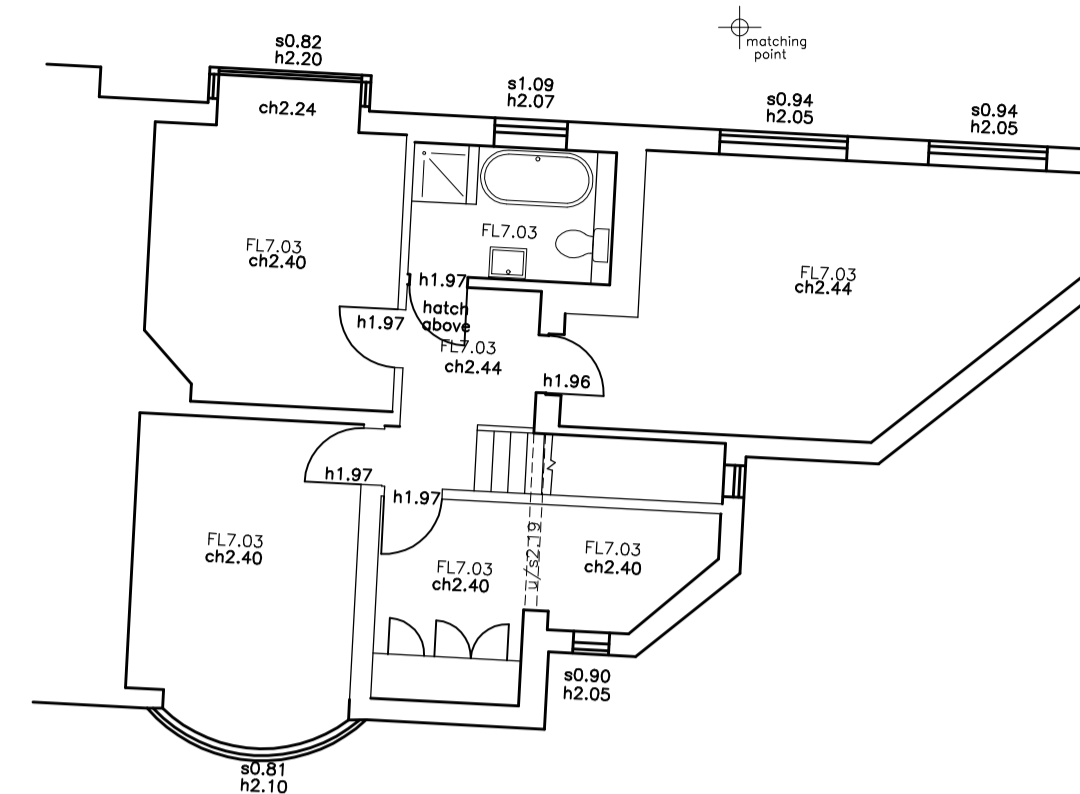 s0.82
h2.20
matching
point
s1.09
h2.07
s0.94
h2.05
s0.94
h2.05
ch2.24
FL7.03
ch2.40
FL7.03
FL7.03
ch2.44
h1.97
hatch
above
h1.97
FL7.03
ch2.44
h1.96
h1.97
h1.97
FL7.03
ch2.40
FL7.03
ch2.40
u/s2.19
FL7.03
ch2.40
s0.90
h2.05
s0.81
h2.10